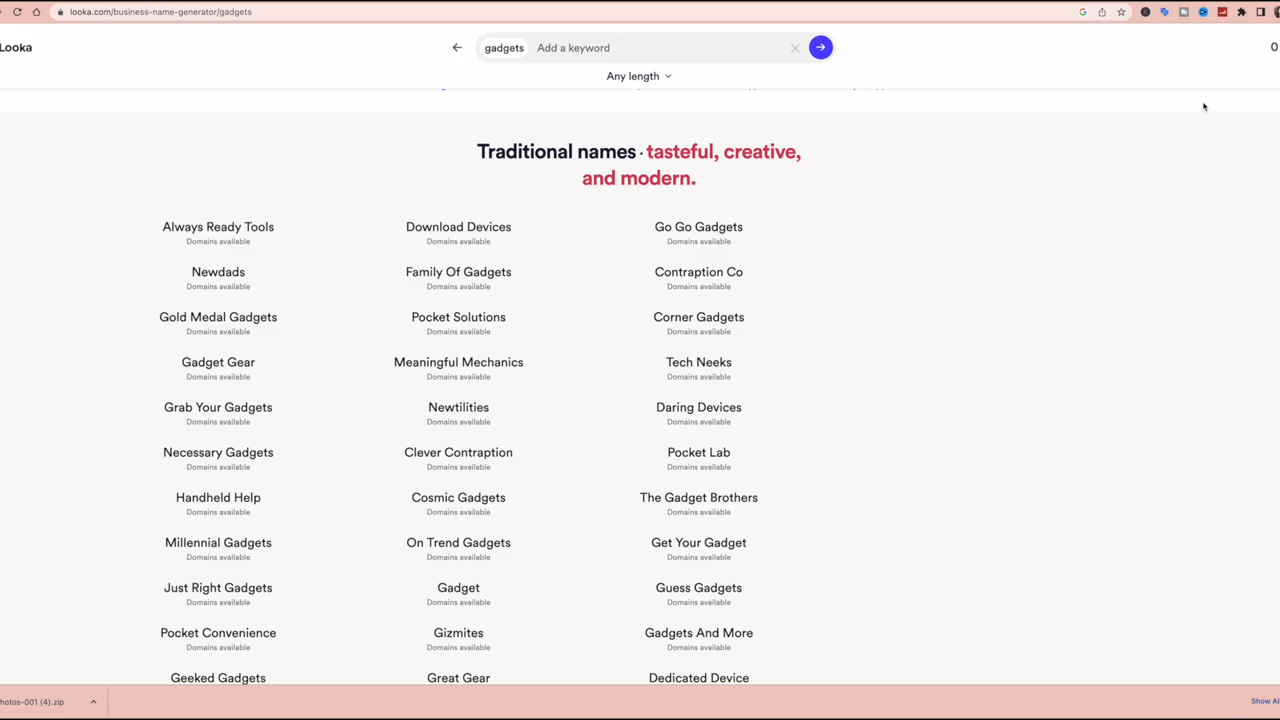 looka.com/business-name-generator/gadgets
Looka
gadgets Add a keyword
Any length
Traditional names · tasteful, creative,
and modern.
Always Ready Tools Download Devices Go Go Gadgets
Domains available Domains available Domains available
Newdads Family Of Gadgets Contraption Co
Domains available Domains available Domains available
Gold Medal Gadgets Pocket Solutions Corner Gadgets
Domains available Domains available Domains available
Gadget Gear Meaningful Mechanics Tech Neeks
Domains available Domains available Domains available
Grab Your Gadgets Newtilities Daring Devices
Domains available Domains available Domains available
Necessary Gadgets Clever Contraption Pocket Lab
Domains available Domains available Domains available
Handheld Help Cosmic Gadgets The Gadget Brothers
Domains available Domains available Domains available
Millennial Gadgets On Trend Gadgets Get Your Gadget
Domains available Domains available Domains available
Just Right Gadgets Gadget Guess Gadgets
Domains available Domains available Domains available
Pocket Convenience Gizmites Gadgets And More
Domains available Domains available Domains available
Geeked Gadgets Great Gear Dedicated Device
hotos-001 (4).zip Show Al